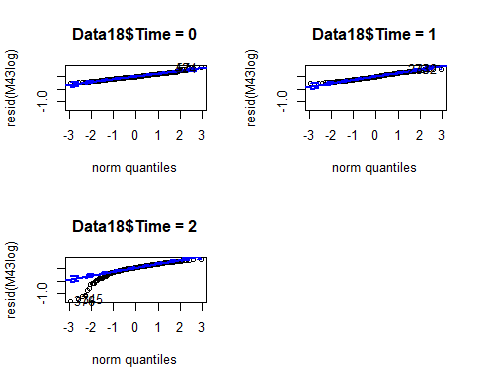 Data18$Time = 0
resid(M43log)
-1.0
-3 -2 -1 0 1 2 3
norm quantiles
Data18$Time = 1
resid(M43log)
-1.0
-3 -2 -1 0 1 2 3
norm quantiles
Data18$Time = 2
resid(M43log)
-1.0
-3 -2 -1 0 1 2 3
norm quantiles